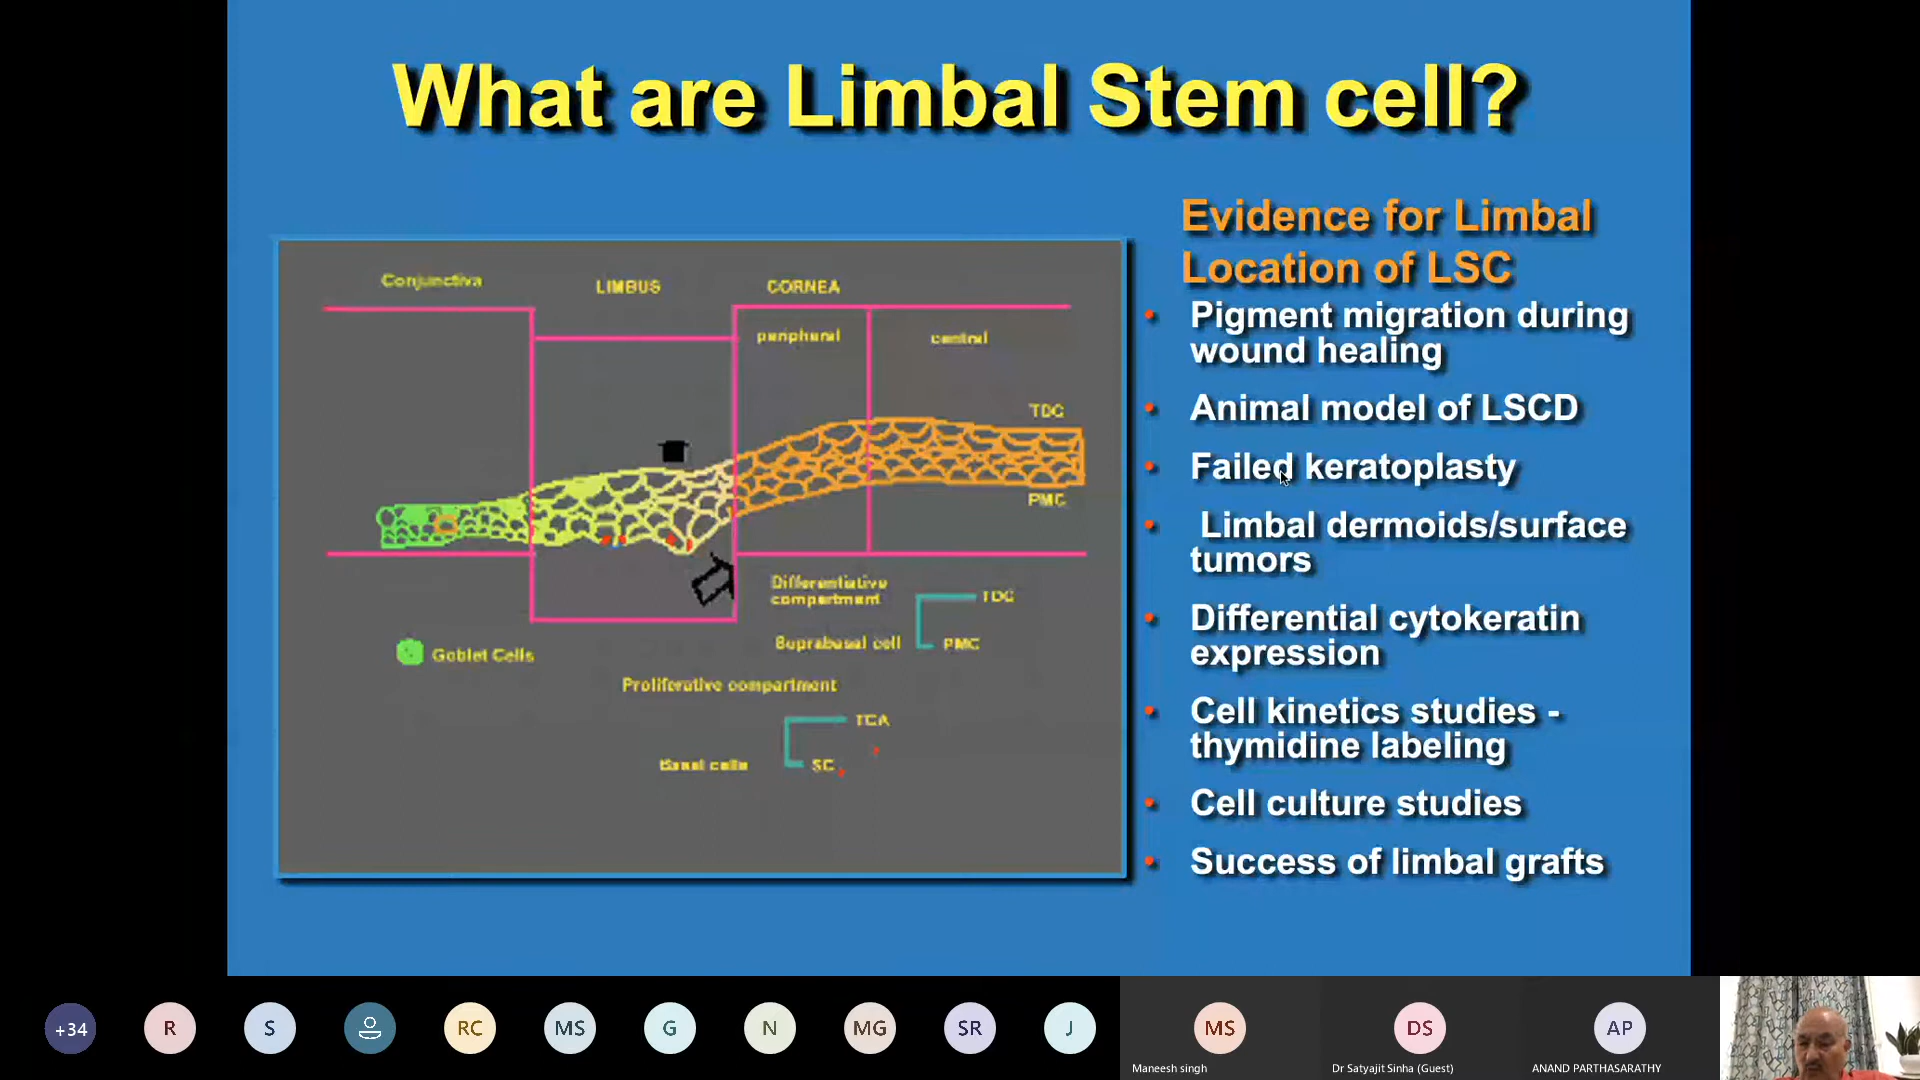 What are Limbal Stem cell?
Conjunctiva
LIMBUS
CORNEA
peripheral
central
TDC
PMC
Differentiative
compartment
TDC
Suprabasal cell
PMC
Goblet Cells
Proliferative compartment
TCA
Basal cells
SC
Evidence for Limbal
Location of LSC
• Pigment migration during
wound healing
• Animal model of LSCD
• Failed keratoplasty
• Limbal dermoids/surface
tumors
• Differential cytokeratin
expression
• Cell kinetics studies -
thymidine labeling
• Cell culture studies
• Success of limbal grafts
+34
R
S
RC
MS
G
N
MG
SR
J
MS
Maneesh singh
DS
Dr Satyajit Sinha (Guest)
AP
ANAND PARTHASARATHY